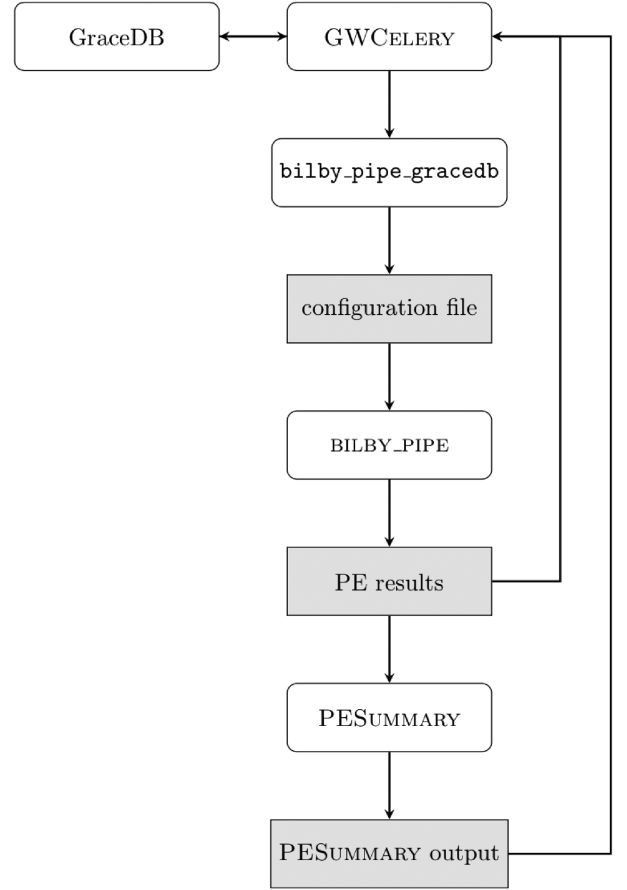 GraceDB
GWCELERY
bilby_pipe_gracedb
configuration file
BILBY_PIPE
PE results
PESUMMARY
PESUMMARY output